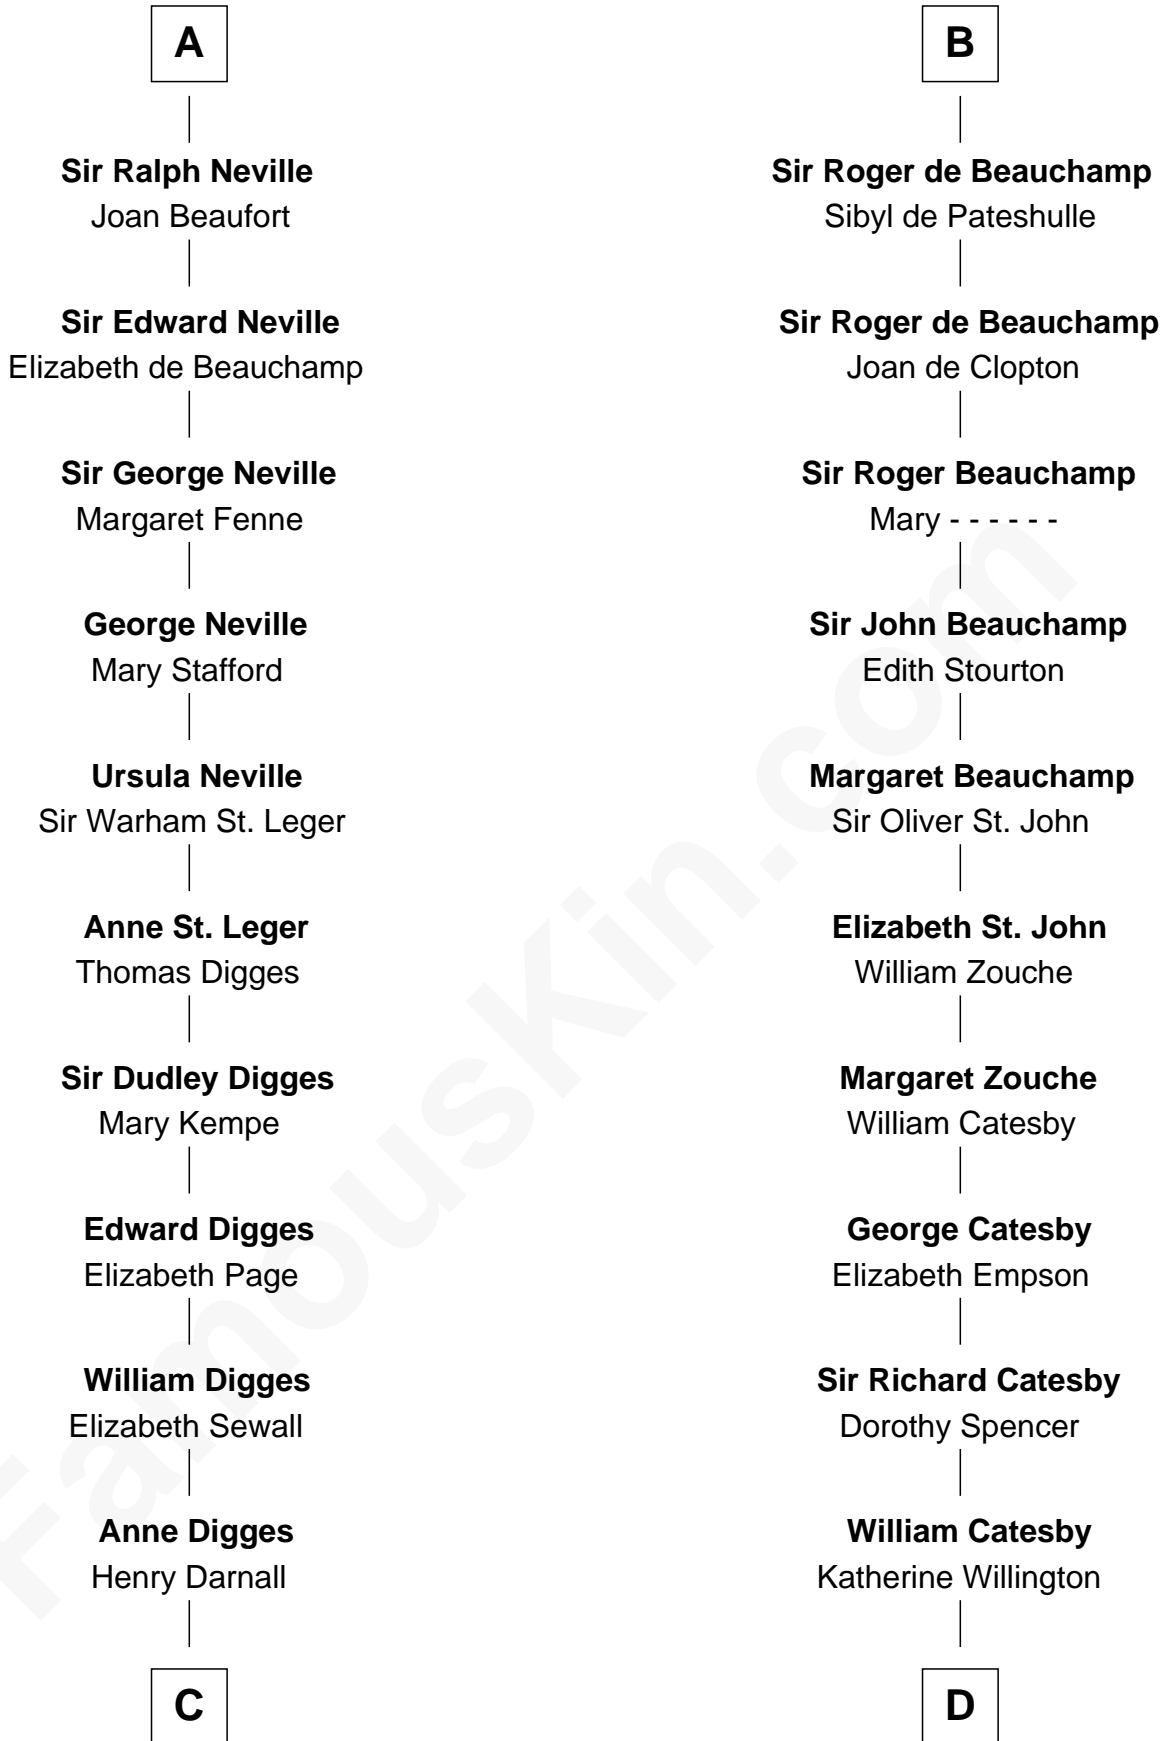 A
Sir Ralph Neville
Joan Beaufort
Sir Edward Neville
Elizabeth de Beauchamp
Sir George Neville
Margaret Fenne
George Neville
Mary Stafford
Ursula Neville
Sir Warham St. Leger
Anne St. Leger
Thomas Digges
Sir Dudley Digges
Mary Kempe
Edward Digges
Elizabeth Page
William Digges
Elizabeth Sewall
Anne Digges
Henry Darnall
C
B
Sir Roger de Beauchamp
Sibyl de Pateshulle
Sir Roger de Beauchamp
Joan de Clopton
Sir Roger Beauchamp
Mary - - - - - -
Sir John Beauchamp
Edith Stourton
Margaret Beauchamp
Sir Oliver St. John
Elizabeth St. John
William Zouche
Margaret Zouche
William Catesby
George Catesby
Elizabeth Empson
Sir Richard Catesby
Dorothy Spencer
William Catesby
Katherine Willington
D
FamousKin.com